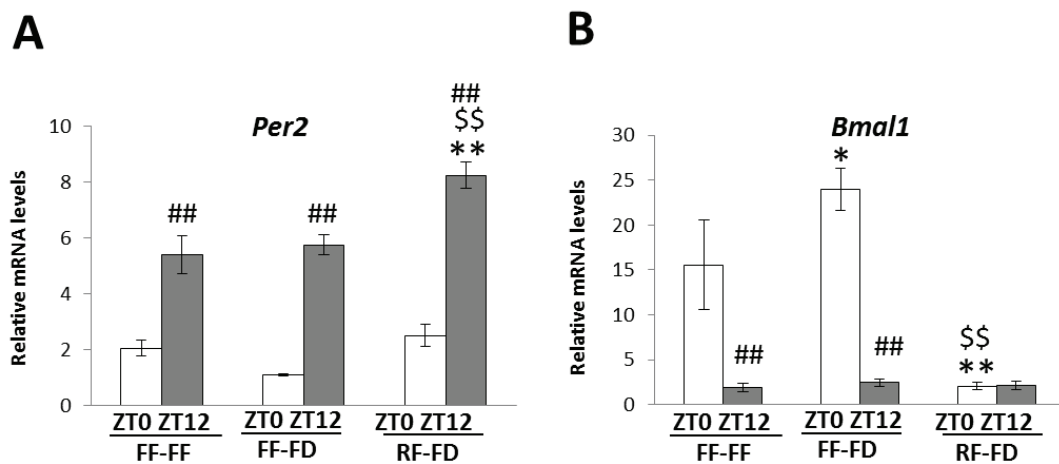 A
Per2
Relative mRNA levels
10
8
6
4
2
0
##
##
##
$$
**
ZT0 ZT12
ZT0 ZT12
ZT0 ZT12
FF-FF
FF-FD
RF-FD
B
Bmal1
Relative mRNA levels
30
25
20
15
10
5
0
##
*
##
$$
**
ZT0 ZT12
ZT0 ZT12
ZT0 ZT12
FF-FF
FF-FD
RF-FD